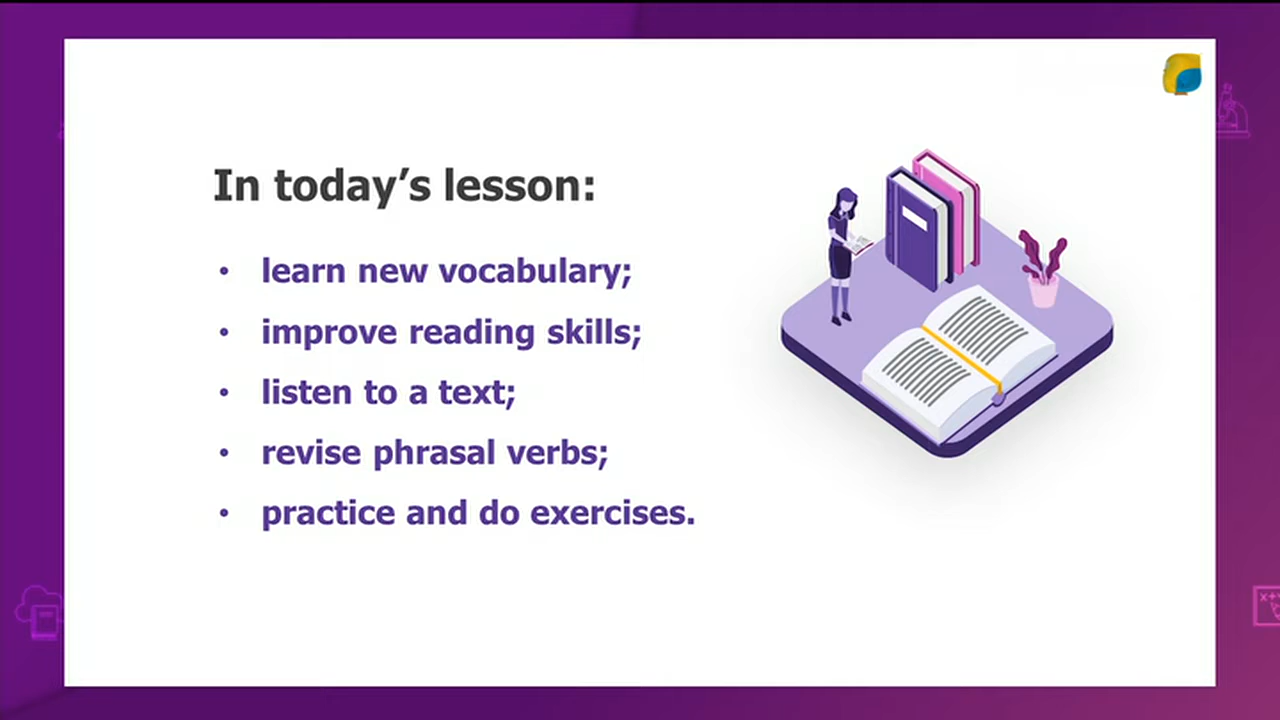 In today’s lesson:
• learn new vocabulary;
• improve reading skills;
• listen to a text;
• revise phrasal verbs;
• practice and do exercises.